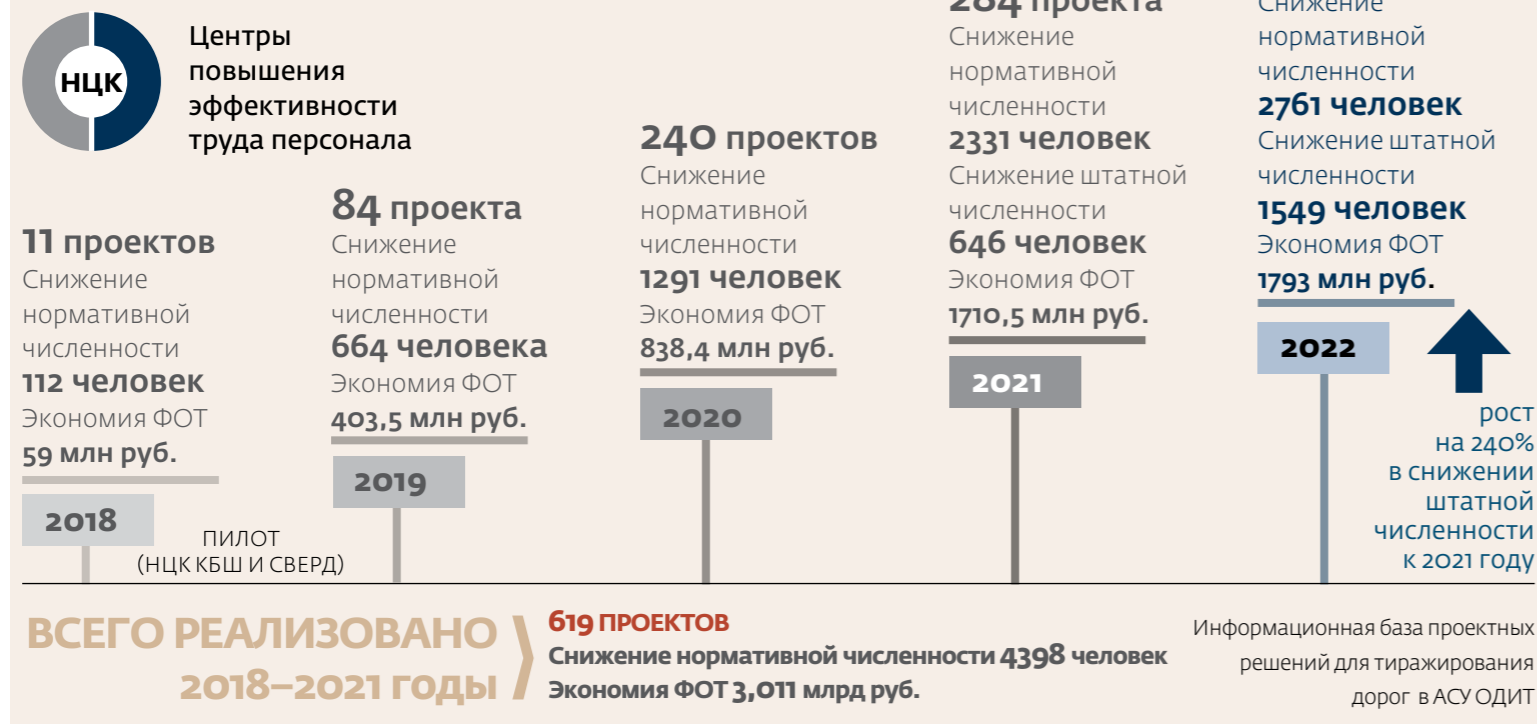 НЦК
Центры
повышения
эффективности
труда персонала
11 проектов
Снижение
нормативной
численности
112 человек
Экономия ФОТ
59 млн руб.
2018
ПИЛОТ
(НЦК КБШ И СВЕРД)
84 проекта
Снижение
нормативной
численности
664 человека
Экономия ФОТ
403,5 млн руб.
2019
240 проектов
Снижение
нормативной
численности
1291 человек
Экономия ФОТ
838,4 млн руб.
2020
284 проекта
Снижение
нормативной
численности
2331 человек
Снижение штатной
численности
646 человек
Экономия ФОТ
1710,5 млн руб.
2021
Снижение
нормативной
численности
2761 человек
Снижение штатной
численности
1549 человек
Экономия ФОТ
1793 млн руб.
2022
рост
на 240%
в снижении
штатной
численности
к 2021 году
ВСЕГО РЕАЛИЗОВАНО
2018–2021 ГОДЫ
619 ПРОЕКТОВ
Снижение нормативной численности 4398 человек
Экономия ФОТ 3,011 млрд руб.
Информационная база проектных
решений для тиражирования
дорог в АСУ ОДИТ